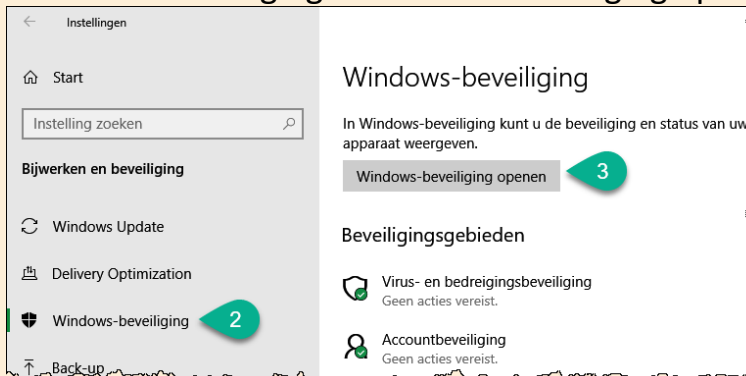 Instellingen
Start
Instelling zoeken
Bijwerken en beveiliging
Windows Update
Delivery Optimization
Windows-beveiliging 2
Back-up
Windows-beveiliging
In Windows-beveiliging kunt u de beveiliging en status van uw
apparaat weergeven.
Windows-beveiliging openen 3
Beveiligingsgebieden
Virus- en bedreigingsbeveiliging
Geen acties vereist.
Accountbeveiliging
Geen acties vereist.